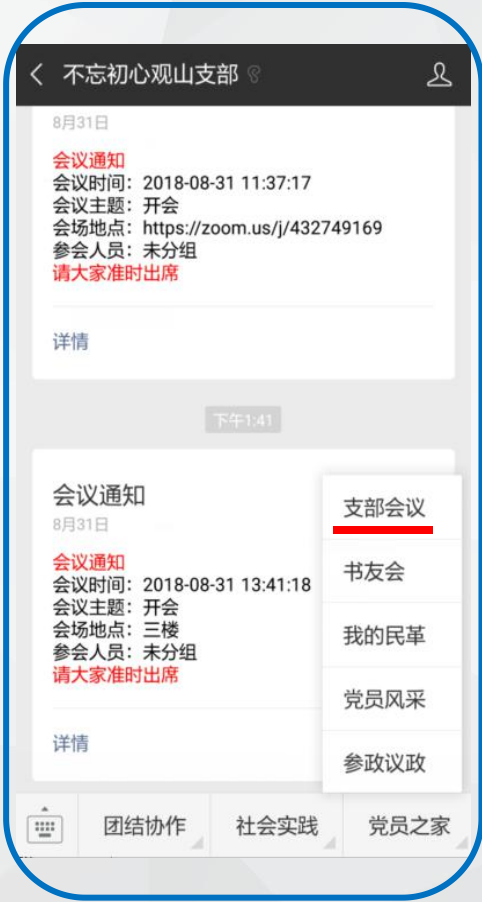 不忘初心观山支部
8月31日
会议通知
会议时间：2018-08-31 11:37:17
会议主题：开会
会场地点：https://zoom.us/j/432749169
参会人员：未分组
请大家准时出席
详情
下午1:41
会议通知
8月31日
会议通知
会议时间：2018-08-31 13:41:18
会议主题：开会
会场地点：三楼
参会人员：未分组
请大家准时出席
详情
支部会议
书友会
我的民革
党员风采
参政议政
团结协作
社会实践
党员之家